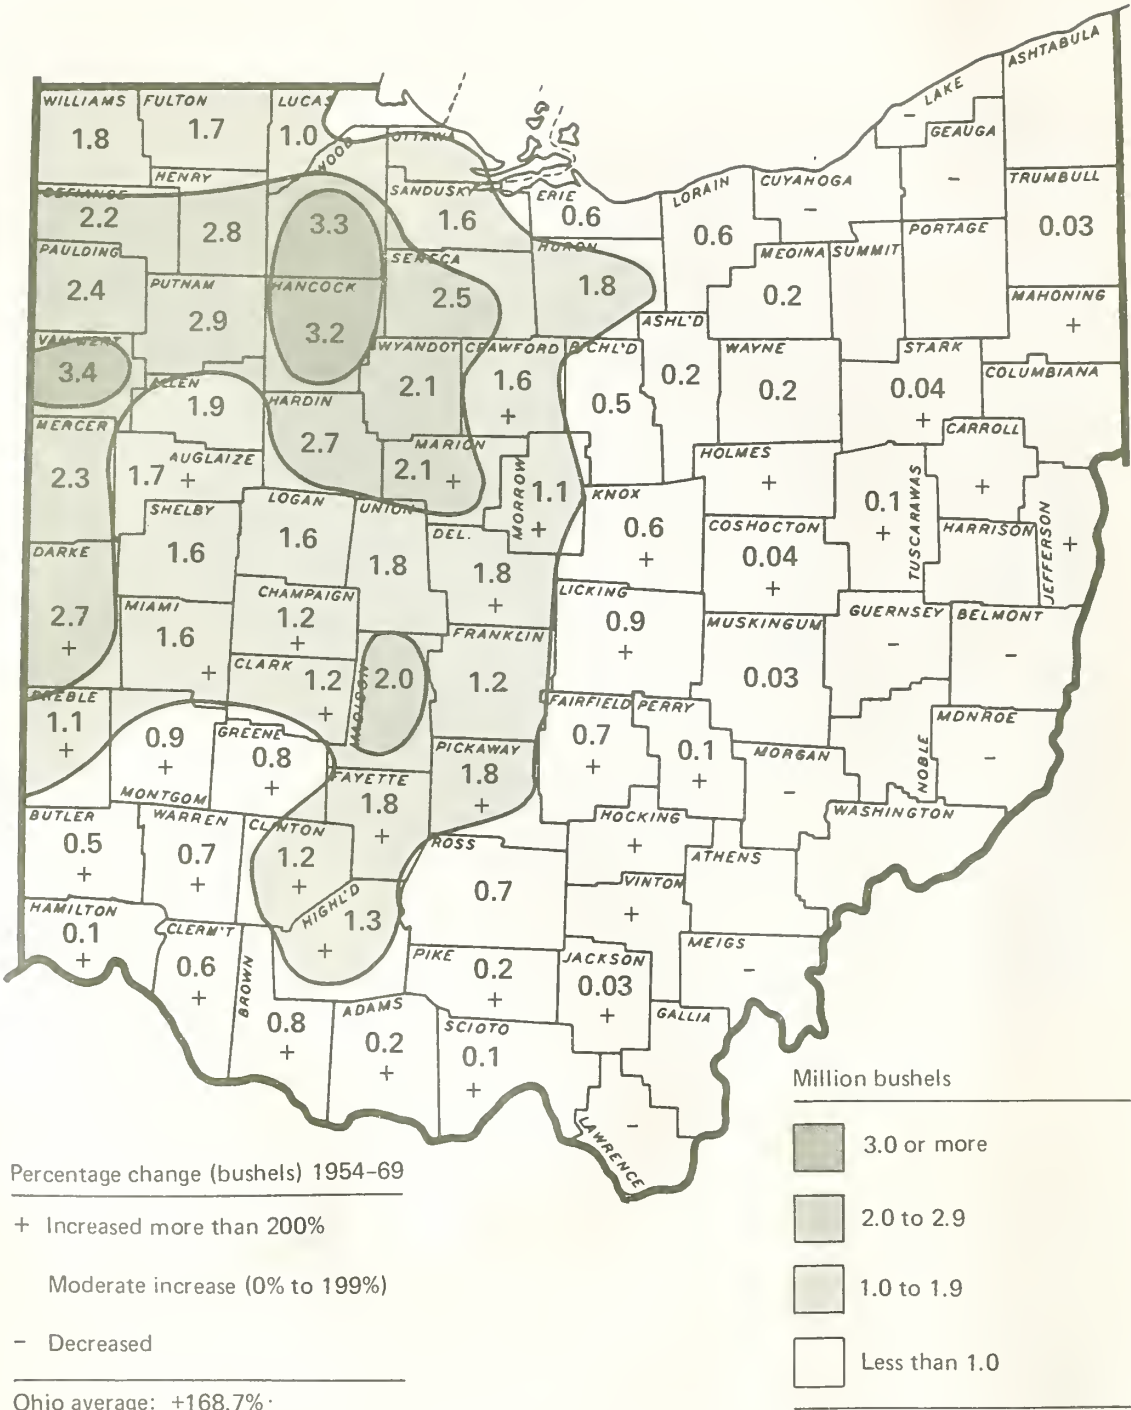 ASHTABULA
LAKE
-
GEAUGA
-
WILLIAMS
1.8
FULTON
1.7
LUCAS
1.0
OTTAWA
WOOD
3.3
HENRY
2.8
DEFIANCE
2.2
SANDUSKY
1.6
ERIE
0.6
LORAIN
0.6
CUYAHOGA
-
TRUMBULL
0.03
PAULDING
2.4
PUTNAM
2.9
HANCOCK
3.2
SENECA
2.5
HURON
1.8
MEDINA
0.2
SUMMIT
PORTAGE
MAHONING
+
VAN WERT
3.4
ALLEN
1.9
HARDIN
2.7
WYANDOT
2.1
CRAWFORD
1.6
+
RICHL'D
0.5
ASHL'D
0.2
WAYNE
0.2
STARK
0.04
+
COLUMBIANA
MERCER
2.3
AUGLAIZE
1.7 +
MARION
2.1 +
MORROW
1.1
+
HOLMES
+
TUSCARAWAS
0.1
+
CARROLL
+
JEFFERSON
+
SHELBY
1.6
LOGAN
1.6
UNION
1.8
DEL.
1.8
+
KNOX
0.6
+
COSHOCTON
0.04
+
HARRISON
DARKE
2.7
+
MIAMI
1.6
+
CHAMPAIGN
1.2
+
CLARK
1.2
+
MADISON
2.0
FRANKLIN
1.2
LICKING
0.9
+
MUSKINGUM
0.03
GUERNSEY
-
BELMONT
-
PREBLE
1.1
+
MONTGOM
0.9
+
GREENE
0.8
+
FAYETTE
1.8
+
PICKAWAY
1.8
+
FAIRFIELD
0.7
+
PERRY
0.1
+
MORGAN
-
NOBLE
MONROE
-
WASHINGTON
BUTLER
0.5
+
WARREN
0.7
+
CLINTON
1.2
+
HIGHL'D
1.3
+
ROSS
0.7
HOCKING
+
ATHENS
VINTON
+
HAMILTON
0.1
+
CLERM'T
0.6
+
BROWN
0.8
+
ADAMS
0.2
+
PIKE
0.2
+
SCIOTO
0.1
+
JACKSON
0.03
+
MEIGS
-
GALLIA
LAWRENCE
-
Percentage change (bushels) 1954-69
+ Increased more than 200%
Moderate increase (0% to 199%)
- Decreased
Ohio average: +168.7%
Million bushels
3.0 or more
2.0 to 2.9
1.0 to 1.9
Less than 1.0